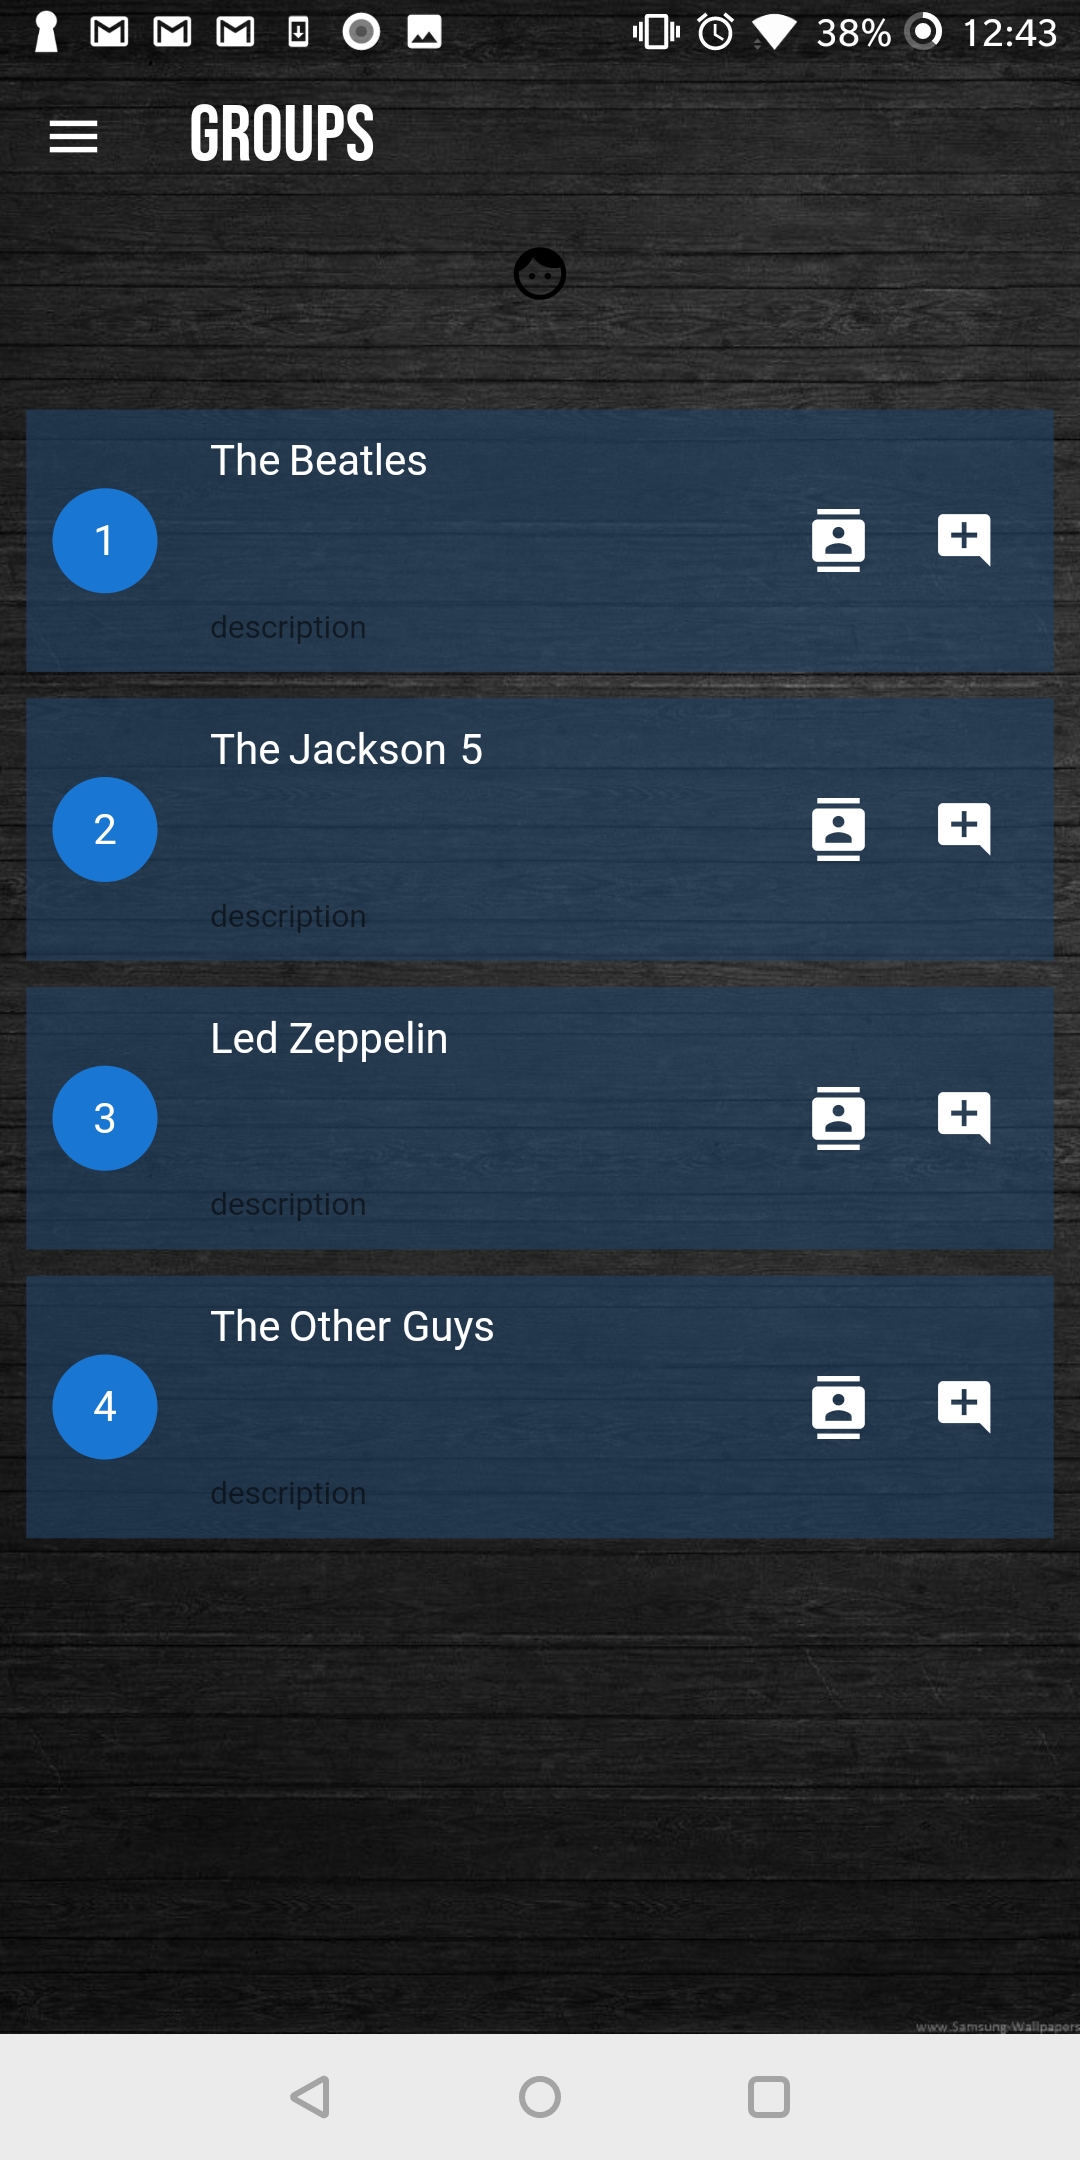 38% 12:43
GROUPS
The Beatles
1
description
The Jackson 5
2
description
Led Zeppelin
3
description
The Other Guys
4
description
www.Samsung-Wallpapers